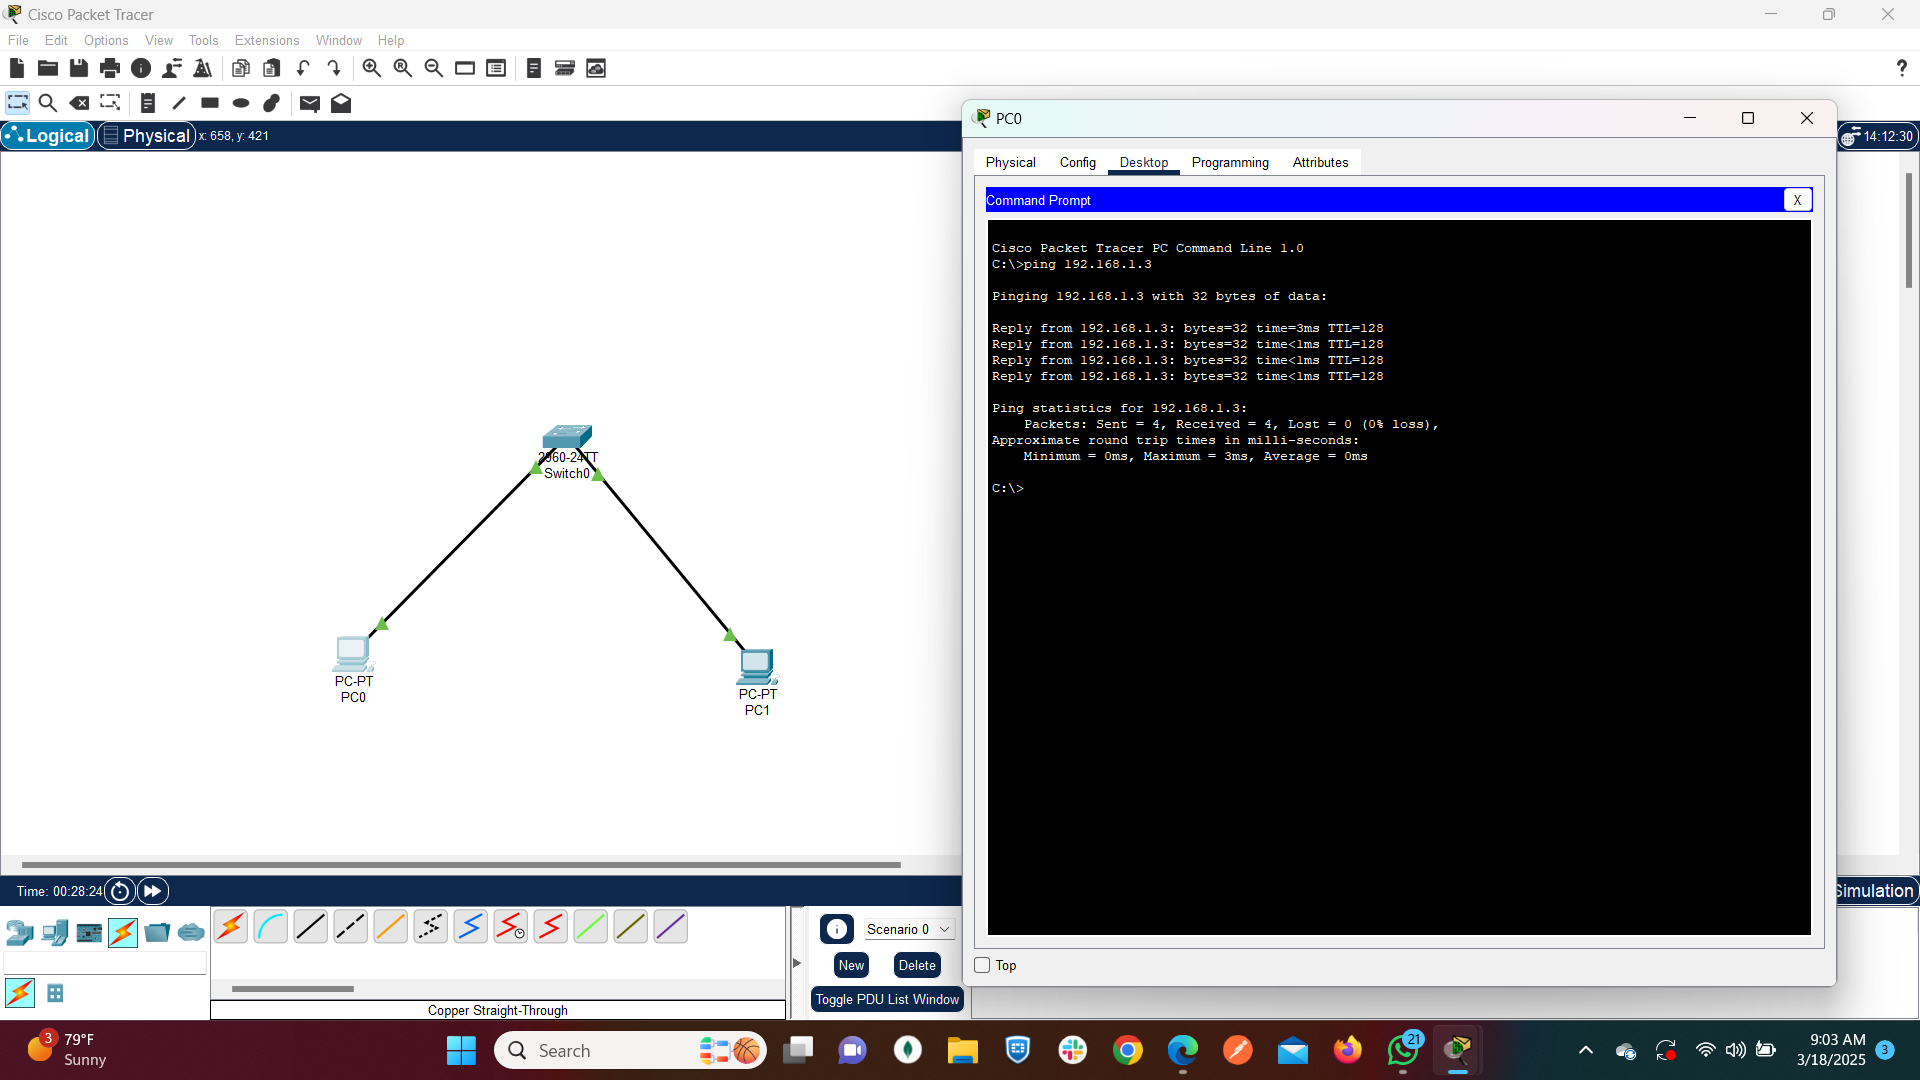 Cisco Packet Tracer
File Edit Options View Tools Extensions Window Help
Logical Physical x: 658, y: 421
14:12:30
2960-24TT
Switch0
PC-PT
PC0
PC-PT
PC1
PC0
Physical Config Desktop Programming Attributes
Command Prompt X
Cisco Packet Tracer PC Command Line 1.0
C:\>ping 192.168.1.3
Pinging 192.168.1.3 with 32 bytes of data:
Reply from 192.168.1.3: bytes=32 time=3ms TTL=128
Reply from 192.168.1.3: bytes=32 time<1ms TTL=128
Reply from 192.168.1.3: bytes=32 time<1ms TTL=128
Reply from 192.168.1.3: bytes=32 time<1ms TTL=128
Ping statistics for 192.168.1.3:
Packets: Sent = 4, Received = 4, Lost = 0 (0% loss),
Approximate round trip times in milli-seconds:
Minimum = 0ms, Maximum = 3ms, Average = 0ms
C:\>
Top
Time: 00:28:24
Simulation
Scenario 0
New Delete
Toggle PDU List Window
Copper Straight-Through
3
79°F
Sunny
Search
21
9:03 AM
3/18/2025
3